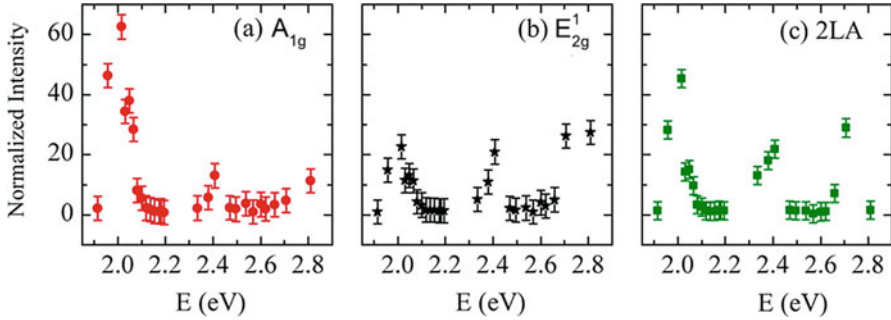 (a) A1g
(b) E12g
(c) 2LA
Normalized Intensity
60
40
20
0
2.0 2.2 2.4 2.6 2.8
2.0 2.2 2.4 2.6 2.8
2.0 2.2 2.4 2.6 2.8
E (eV)
E (eV)
E (eV)